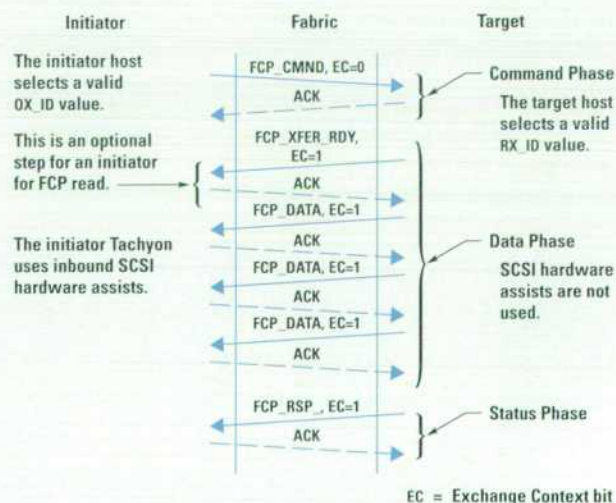 Initiator
Fabric
Target
The initiator host
selects a valid
OX_ID value.
FCP_CMND, EC=0
ACK
Command Phase
The target host
selects a valid
RX_ID value.
This is an optional
step for an initiator
for FCP read.
FCP_XFER_RDY,
EC=1
ACK
FCP_DATA, EC=1
ACK
The initiator Tachyon
uses inbound SCSI
hardware assists.
FCP_DATA, EC=1
ACK
FCP_DATA, EC=1
ACK
Data Phase
SCSI hardware
assists are not
used.
FCP_RSP_, EC=1
ACK
Status Phase
EC = Exchange Context bit